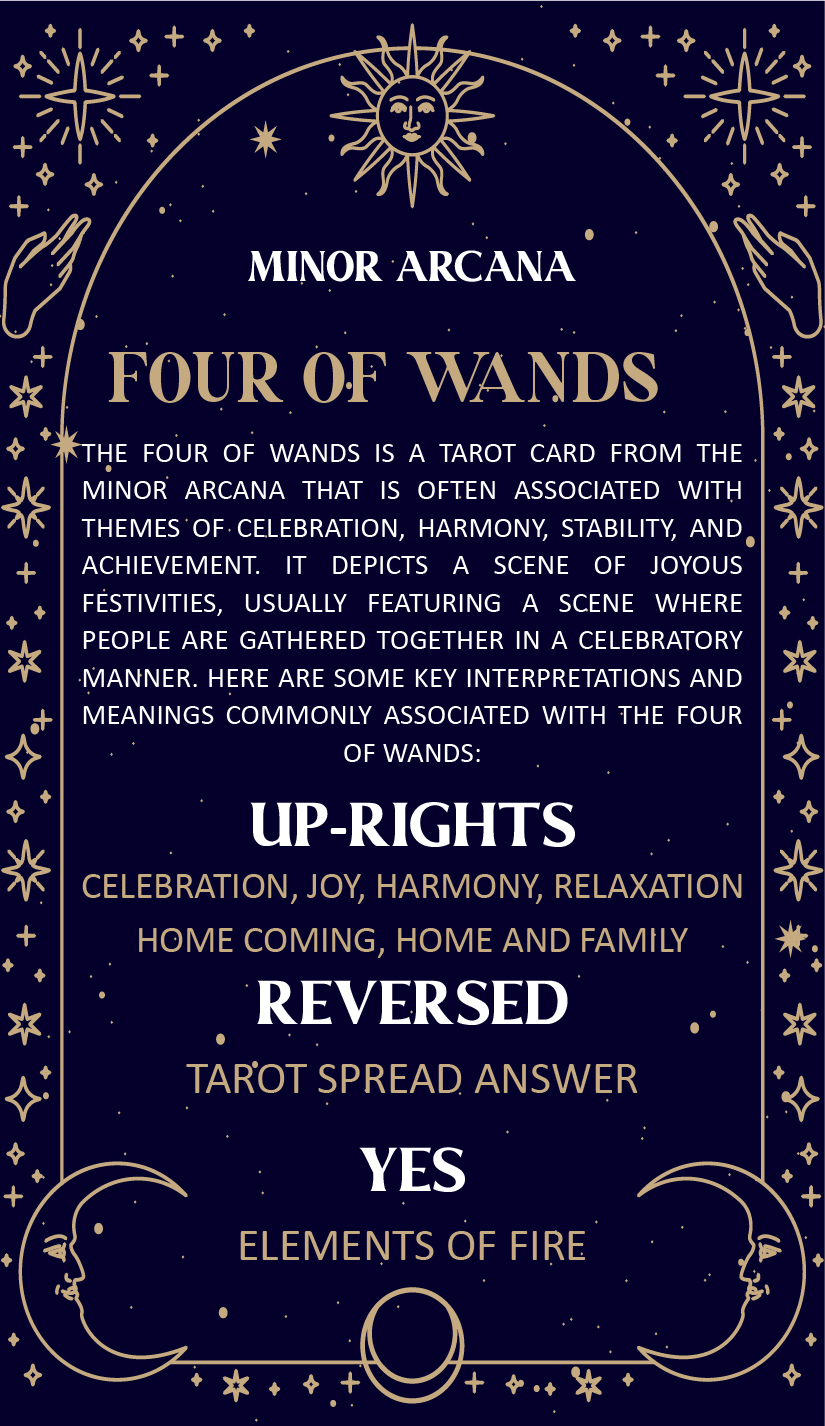 MINOR ARCANA
FOUR OF WANDS
THE FOUR OF WANDS IS A TAROT CARD FROM THE
MINOR ARCANA THAT IS OFTEN ASSOCIATED WITH
THEMES OF CELEBRATION, HARMONY, STABILITY, AND
ACHIEVEMENT. IT DEPICTS A SCENE OF JOYOUS
FESTIVITIES, USUALLY FEATURING A SCENE WHERE
PEOPLE ARE GATHERED TOGETHER IN A CELEBRATORY
MANNER. HERE ARE SOME KEY INTERPRETATIONS AND
MEANINGS COMMONLY ASSOCIATED WITH THE FOUR
OF WANDS:
UP-RIGHTS
CELEBRATION, JOY, HARMONY, RELAXATION
HOME COMING, HOME AND FAMILY
REVERSED
TAROT SPREAD ANSWER
YES
ELEMENTS OF FIRE